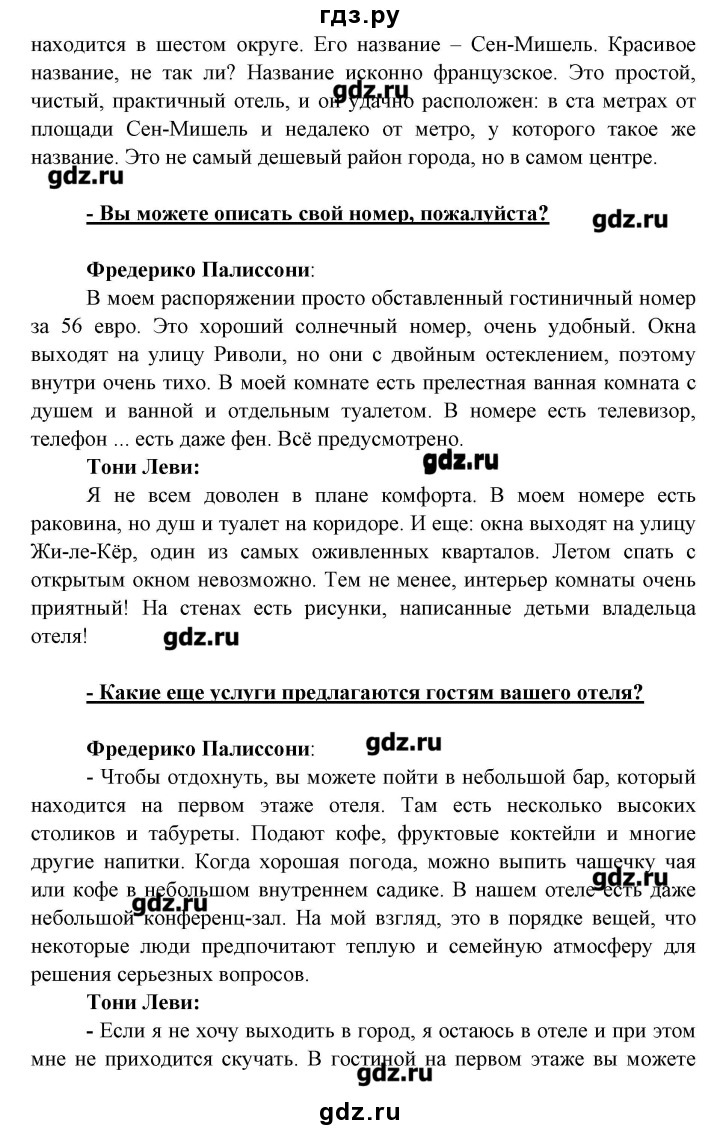 гдз.ру
находится в шестом округе. Его название – Сен-Мишель. Красивое
название, не так ли? Название исконно французское. Это простой,
чистый, практичный отель, и он удачно расположен: в ста метрах от
gdz.ru
площади Сен-Мишель и недалеко от метро, у которого такое же
название. Это не самый дешевый район города, но в самом центре.
gdz.ru
- Вы можете описать свой номер, пожалуйста?
gdz.ru
Фредерико Палиссони:
В моем распоряжении просто обставленный гостиничный номер
за 56 евро. Это хороший солнечный номер, очень удобный. Окна
выходят на улицу Риволи, но они с двойным остеклением, поэтому
внутри очень тихо. В моей комнате есть прелестная ванная комната с
душем и ванной и отдельным туалетом. В номере есть телевизор,
телефон ... есть даже фен. Всё предусмотрено.
gdz.ru
Тони Леви:
Я не всем доволен в плане комфорта. В моем номере есть
раковина, но душ и туалет на коридоре. И еще: окна выходят на улицу
Жи-ле-Кёр, один из самых оживленных кварталов. Летом спать с
открытым окном невозможно. Тем не менее, интерьер комнаты очень
приятный! На стенах есть рисунки, написанные детьми владельца
отеля!
gdz.ru
- Какие еще услуги предлагаются гостям вашего отеля?
Фредерико Палиссони:
gdz.ru
- Чтобы отдохнуть, вы можете пойти в небольшой бар, который
находится на первом этаже отеля. Там есть несколько высоких
столиков и табуреты. Подают кофе, фруктовые коктейли и многие
другие напитки. Когда хорошая погода, можно выпить чашечку чая
или кофе в небольшом внутреннем садике. В нашем отеле есть даже
gdz.ru
небольшой конференц-зал. На мой взгляд, это в порядке вещей, что
gdz.ru
некоторые люди предпочитают теплую и семейную атмосферу для
решения серьезных вопросов.
Тони Леви:
- Если я не хочу выходить в город, я остаюсь в отеле и при этом
мне не приходится скучать. В гостиной на первом этаже вы можете
gdz.ru
gdz.ru